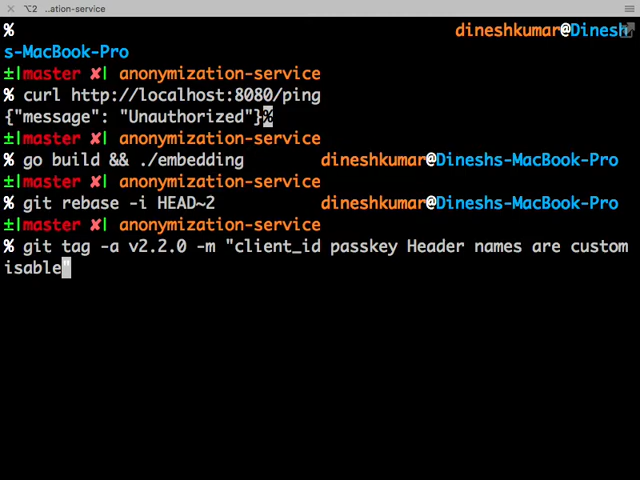 ⌥2 ..ation-service
% dineshkumar@Dinesh
s-MacBook-Pro
±|master ✘| anonymization-service
% curl http://localhost:8080/ping
{"message": "Unauthorized"}%
±|master ✘| anonymization-service
% go build && ./embedding dineshkumar@Dineshs-MacBook-Pro
±|master ✘| anonymization-service
% git rebase -i HEAD~2 dineshkumar@Dineshs-MacBook-Pro
±|master ✘| anonymization-service
% git tag -a v2.2.0 -m "client_id passkey Header names are custom
isable"